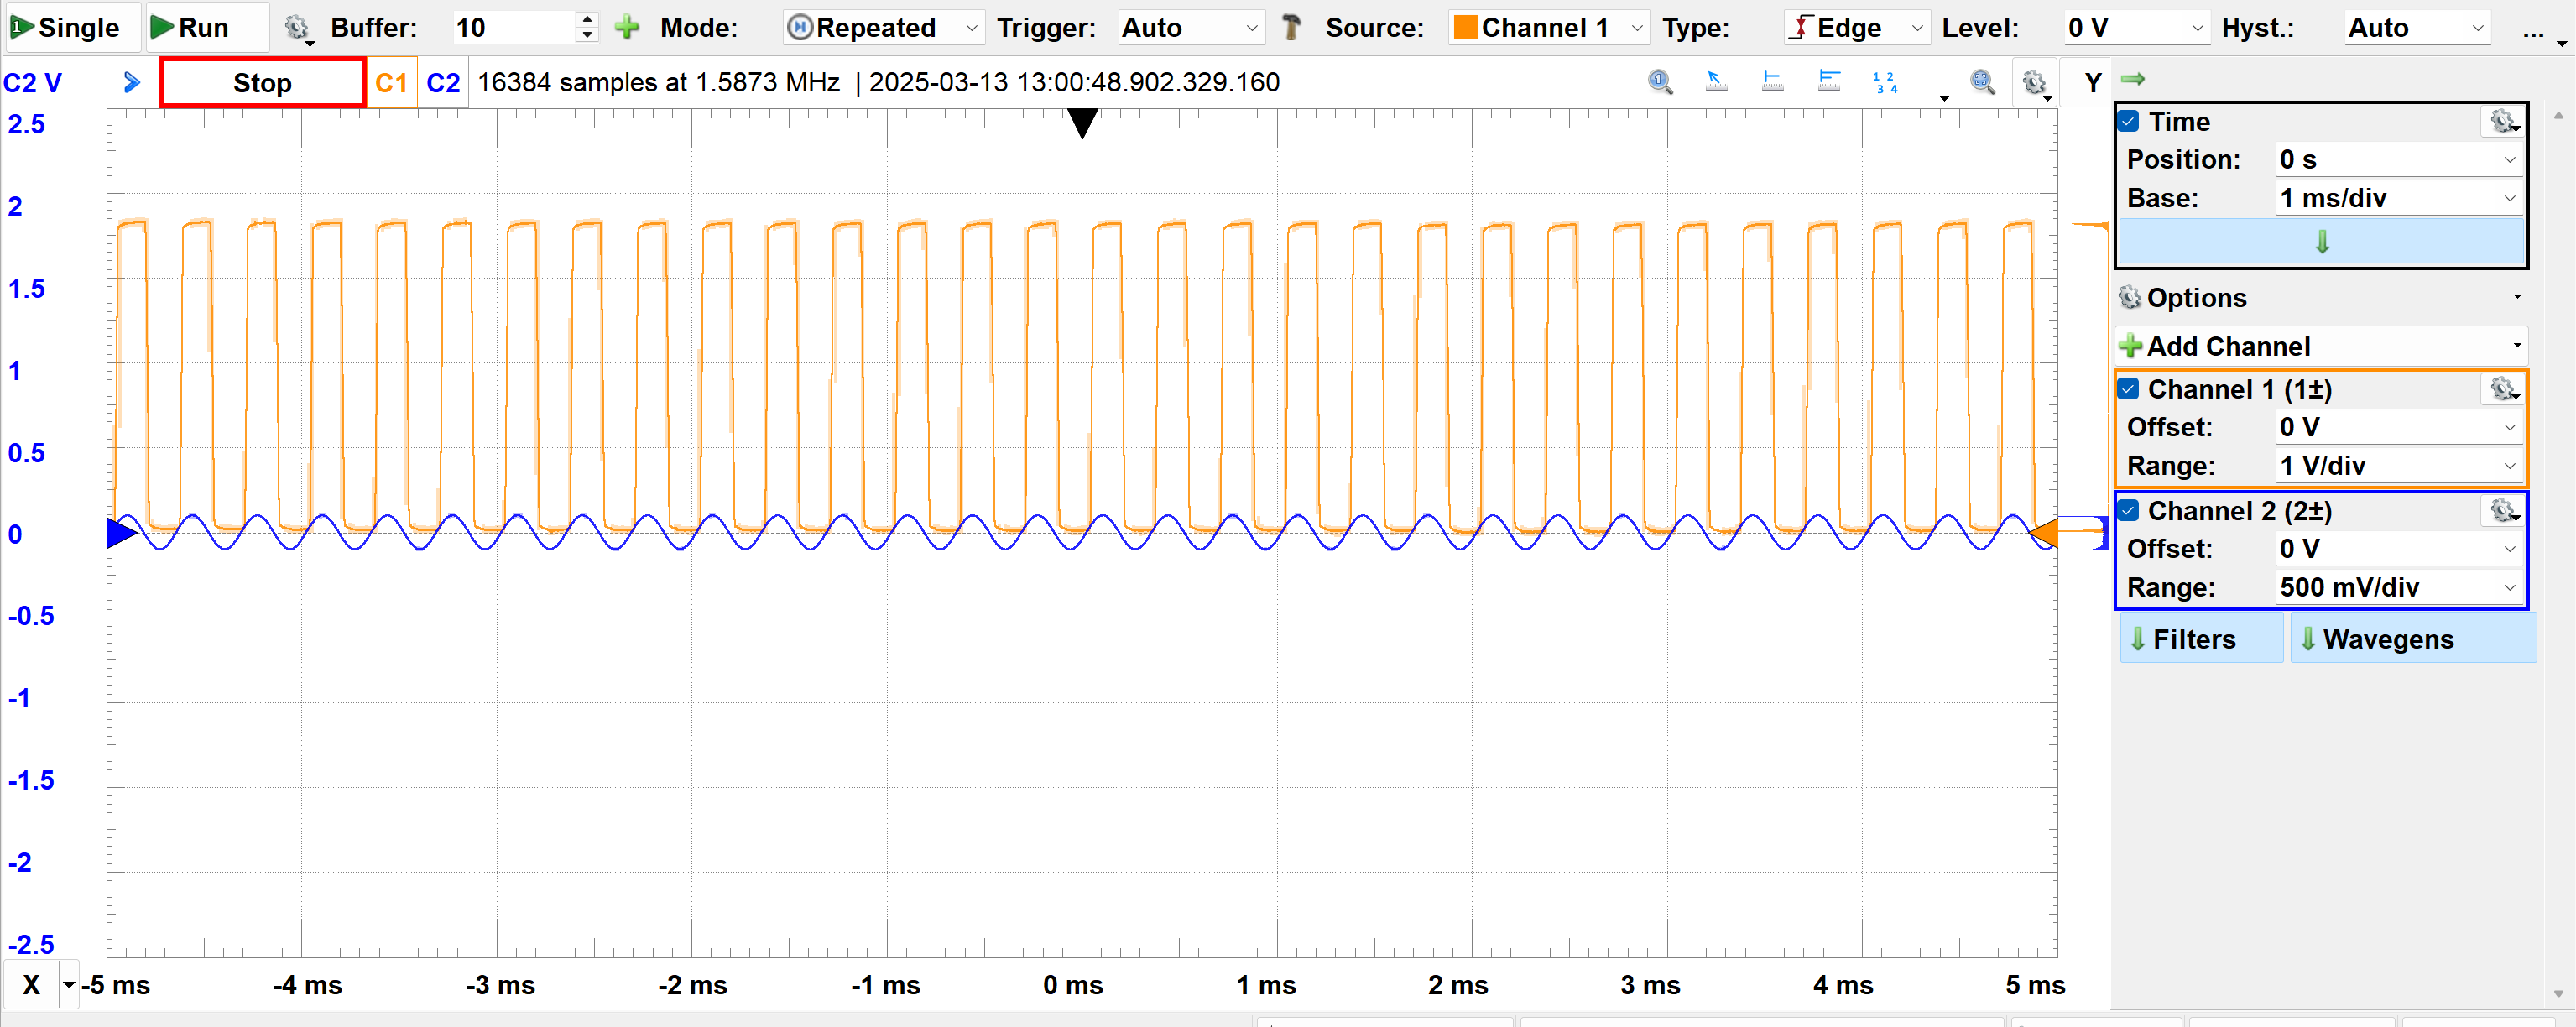 Single Run Buffer: 10 Mode: Repeated Trigger: Auto Source: Channel 1 Type: Edge Level: 0 V Hyst.: Auto ...
C2 V Stop C1 C2 16384 samples at 1.5873 MHz | 2025-03-13 13:00:48.902.329.160 Y
2.5
2
1.5
1
0.5
0
-0.5
-1
-1.5
-2
-2.5
X -5 ms -4 ms -3 ms -2 ms -1 ms 0 ms 1 ms 2 ms 3 ms 4 ms 5 ms
Time
Position: 0 s
Base: 1 ms/div
Options
Add Channel
Channel 1 (1±)
Offset: 0 V
Range: 1 V/div
Channel 2 (2±)
Offset: 0 V
Range: 500 mV/div
Filters Wavegens